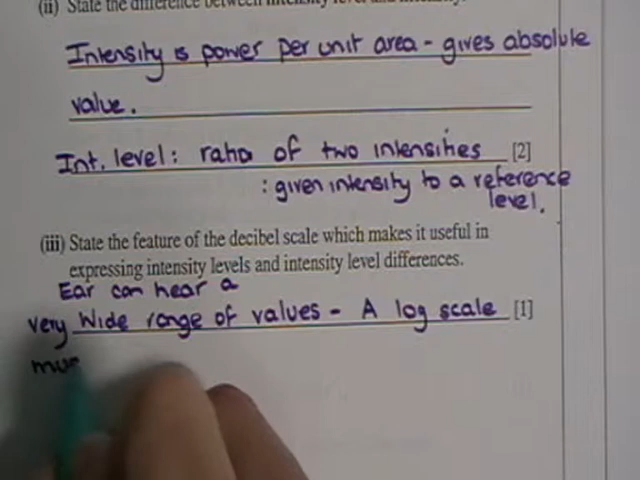 (ii) State the difference between intensity level and intensity.
Intensity is power per unit area - gives absolute
value.
Int. level: ratio of two intensities [2]
: given intensity to a reference
level.
(iii) State the feature of the decibel scale which makes it useful in
expressing intensity levels and intensity level differences.
Ear can hear a
very wide range of values - A log scale [1]